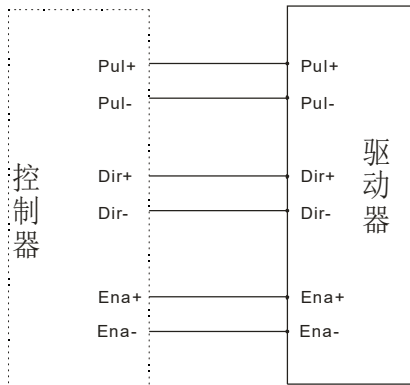 Pul+ Pul+
Pul- Pul-
Dir+ Dir+
Dir- Dir-
Ena+ Ena+
Ena- Ena-
控制器
驱动器